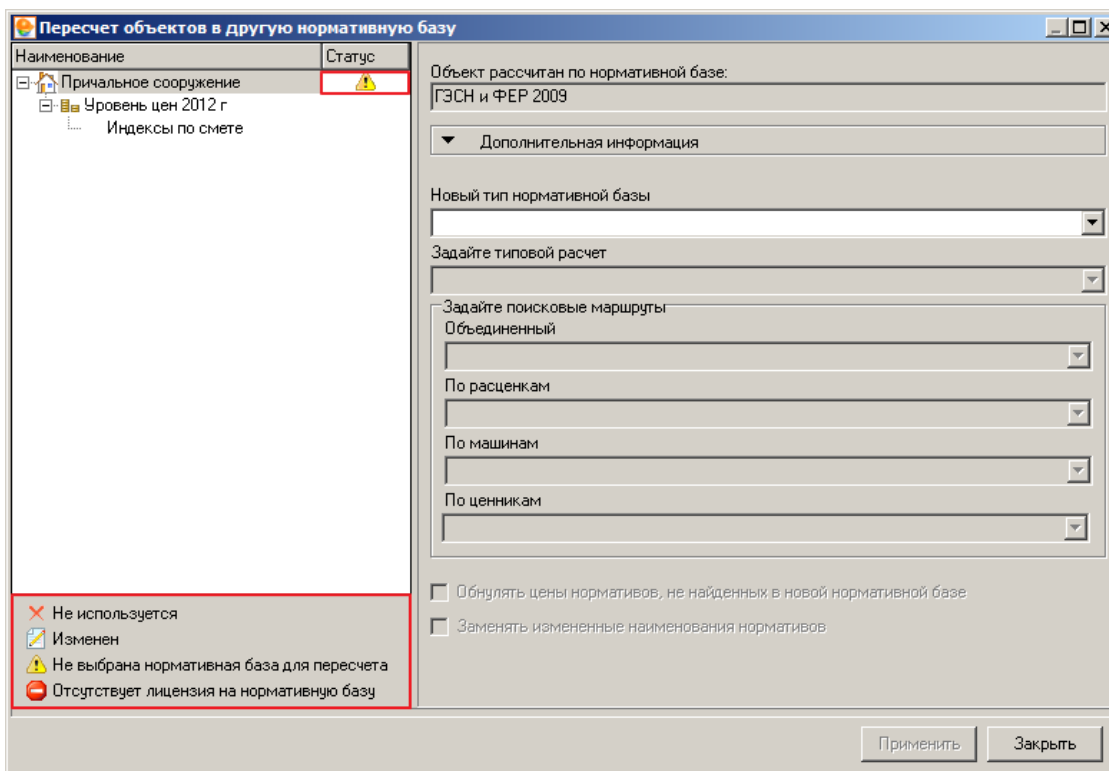 Пересчет объектов в другую нормативную базу
Наименование Статус
Причальное сооружение
Уровень цен 2012 г
Индексы по смете
Объект рассчитан по нормативной базе:
ГЭСН и ФЕР 2009
Дополнительная информация
Новый тип нормативной базы
Задайте типовой расчет
Задайте поисковые маршруты
Объединенный
По расценкам
По машинам
По ценникам
Обнулять цены нормативов, не найденных в новой нормативной базе
Заменять измененные наименования нормативов
Не используется
Изменен
Не выбрана нормативная база для пересчета
Отсутствует лицензия на нормативную базу
Применить Закрыть